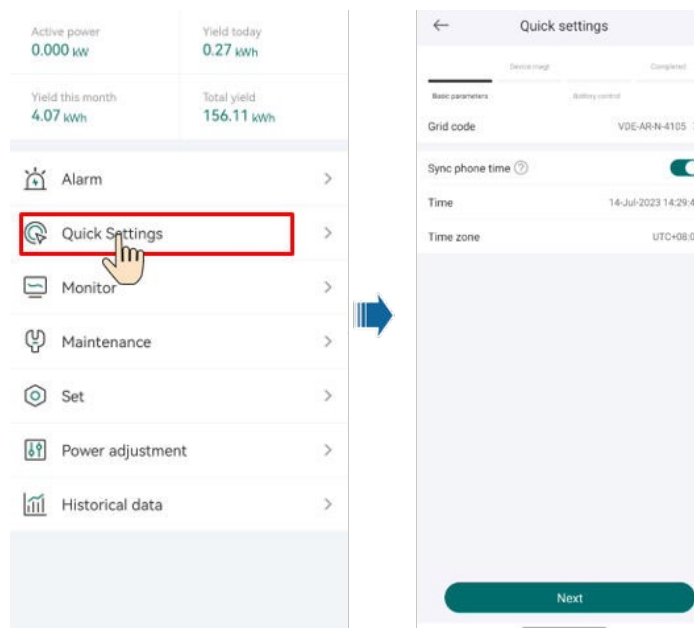 Active power
0.000 kW
Yield today
0.27 kWh
Yield this month
4.07 kWh
Total yield
156.11 kWh
Alarm
Quick Settings
Monitor
Maintenance
Set
Power adjustment
Historical data
Quick settings
Device mngt
Completed
Basic parameters
Battery control
Grid code
VDE-AR-N-4105
Sync phone time ?
Time
14-Jul-2023 14:29:4
Time zone
UTC+08:0
Next